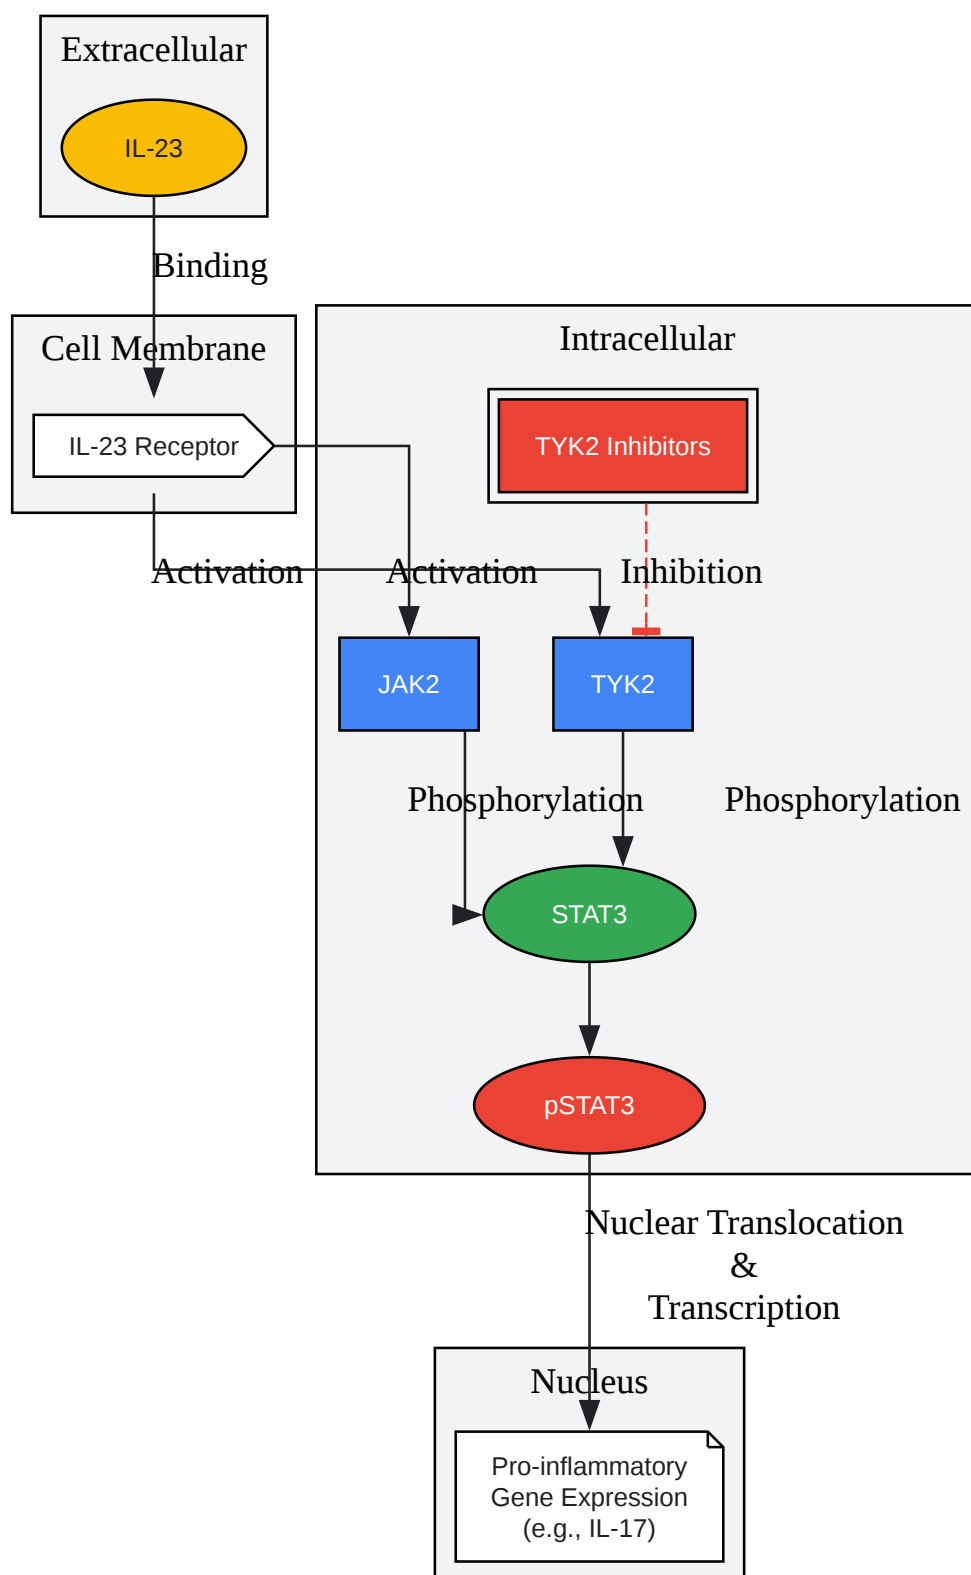 Extracellular
IL-23
Binding
Cell Membrane
IL-23 Receptor
Intracellular
TYK2 Inhibitors
Activation
Activation
Inhibition
JAK2
TYK2
Phosphorylation
Phosphorylation
STAT3
pSTAT3
Nuclear Translocation
&
Transcription
Nucleus
Pro-inflammatory
Gene Expression
(e.g., IL-17)